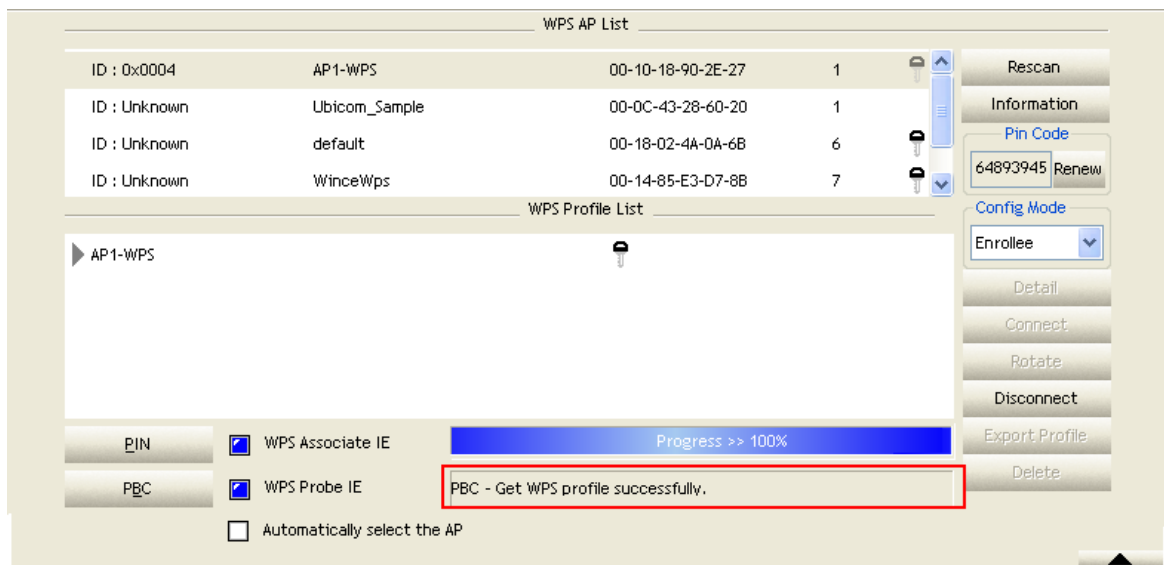 WPS AP List
ID : 0x0004 AP1-WPS 00-10-18-90-2E-27 1
ID : Unknown Ubicom_Sample 00-0C-43-28-60-20 1
ID : Unknown default 00-18-02-4A-0A-6B 6
ID : Unknown WinceWps 00-14-85-E3-D7-8B 7
Rescan
Information
Pin Code
64893945 Renew
WPS Profile List
AP1-WPS
Config Mode
Enrollee
Detail
Connect
Rotate
Disconnect
Export Profile
Delete
PIN WPS Associate IE Progress >> 100%
PBC WPS Probe IE PBC - Get WPS profile successfully.
Automatically select the AP